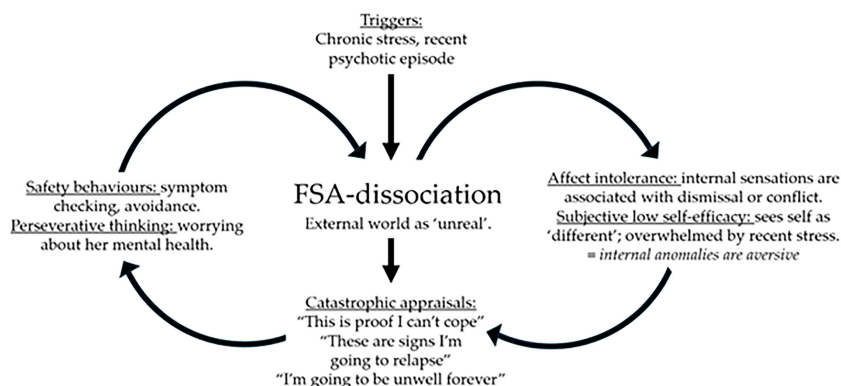 Triggers:
Chronic stress, recent
psychotic episode
Safety behaviours: symptom
checking, avoidance.
Perseverative thinking: worrying
about her mental health.
FSA-dissociation
External world as ‘unreal’.
Affect intolerance: internal sensations are
associated with dismissal or conflict.
Subjective low self-efficacy: sees self as
‘different’; overwhelmed by recent stress.
= internal anomalies are aversive
Catastrophic appraisals:
“This is proof I can’t cope”
“These are signs I’m
going to relapse”
“I’m going to be unwell forever”